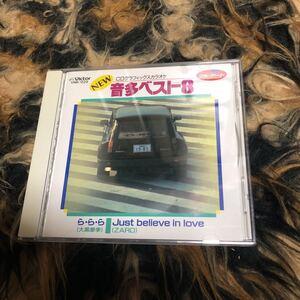 Victor
CDグラフィックスカラオケ
NEW
音多ベスト8
ら・ら・ら
(大黒摩季)
Just believe in love
(ZARD)